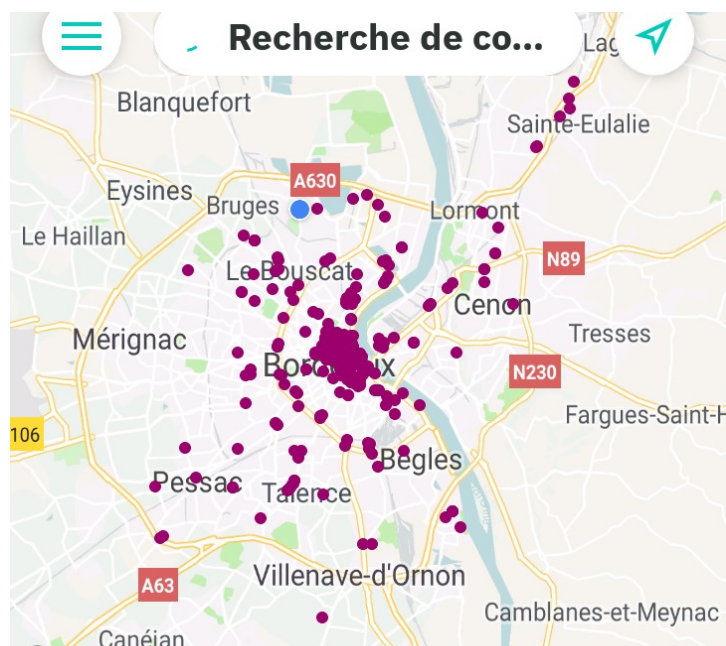 Recherche de co...
Lag
Blanquefort
Sainte-Eulalie
A630
Eysines
Bruges
Lormont
Le Haillan
N89
Le Bouscat
Cenon
Mérignac
Tresses
Bordeaux
N230
Fargues-Saint-H
106
Bègles
Pessac
Talence
Villenave-d'Ornon
A63
Camblanes-et-Meynac
Canéjan